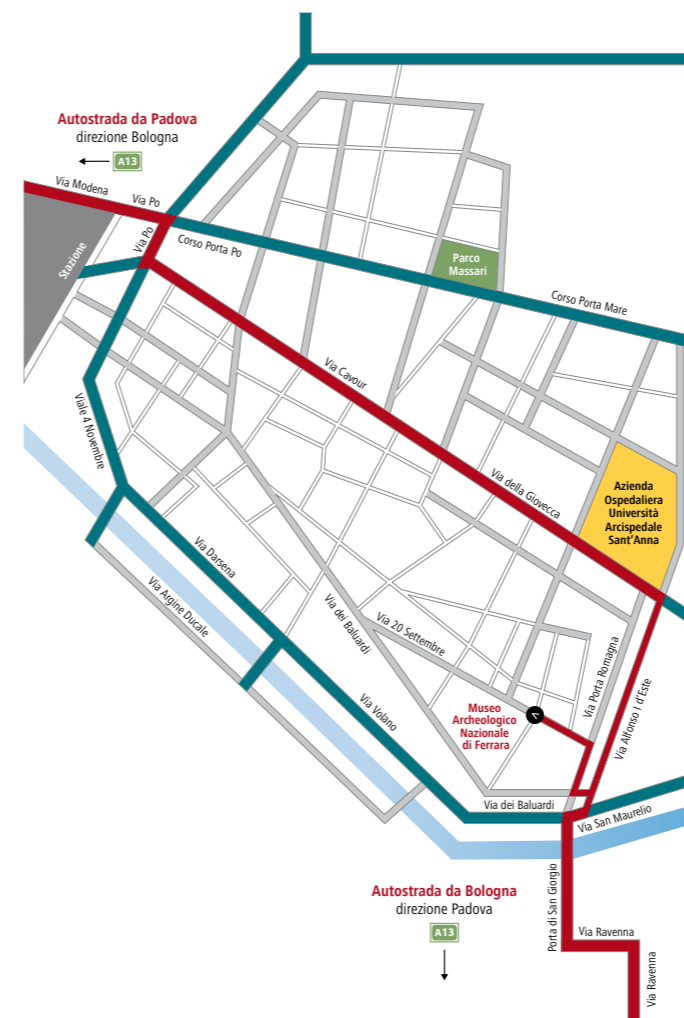 Autostrada da Padova
direzione Bologna
A13
Via Modena
Via Po
Via Po
Stazione
Corso Porta Po
Parco
Massari
Corso Porta Mare
Via Cavour
Viale 4 Novembre
Via della Giovecca
Azienda
Ospedaliera
Università
Arcispedale
Sant'Anna
Via Darsena
Via Argine Ducale
Via dei Baluardi
Via 20 Settembre
Via Porta Romagna
Via Alfonso I d'Este
Via Volano
Museo
Archeologico
Nazionale
di Ferrara
Via dei Baluardi
Via San Maurelio
Autostrada da Bologna
direzione Padova
A13
Porta di San Giorgio
Via Ravenna
Via Ravenna